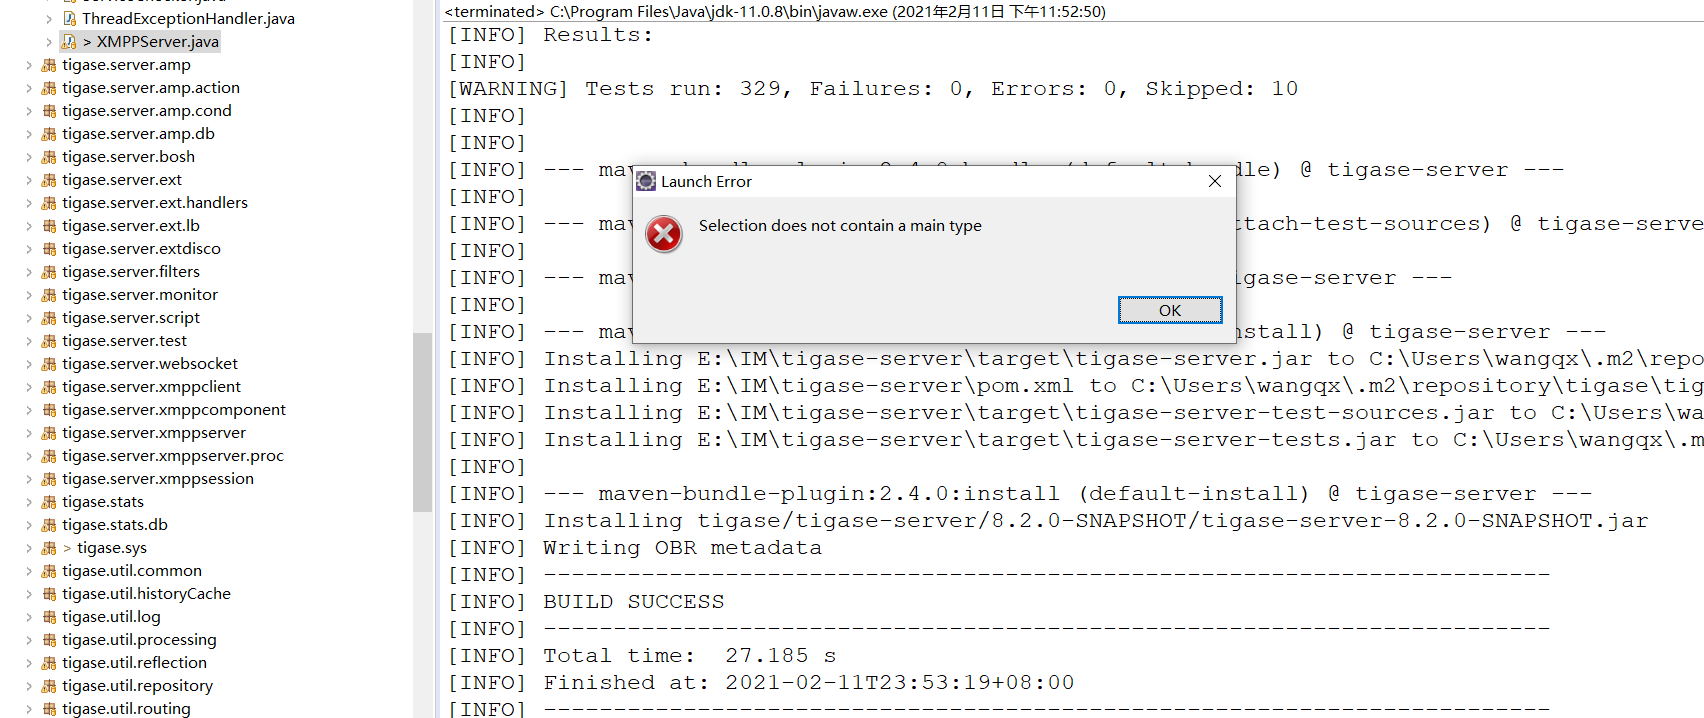 ThreadExceptionHandler.java
> XMPPServer.java
tigase.server.amp
tigase.server.amp.action
tigase.server.amp.cond
tigase.server.amp.db
tigase.server.bosh
tigase.server.ext
tigase.server.ext.handlers
tigase.server.ext.lb
tigase.server.extdisco
tigase.server.filters
tigase.server.monitor
tigase.server.script
tigase.server.test
tigase.server.websocket
tigase.server.xmppclient
tigase.server.xmppcomponent
tigase.server.xmppserver
tigase.server.xmppserver.proc
tigase.server.xmppsession
tigase.stats
tigase.stats.db
> tigase.sys
tigase.util.common
tigase.util.historyCache
tigase.util.log
tigase.util.processing
tigase.util.reflection
tigase.util.repository
tigase.util.routing
<terminated> C:\Program Files\Java\jdk-11.0.8\bin\javaw.exe (2021年2月11日 下午11:52:50)
[INFO] Results:
[INFO]
[WARNING] Tests run: 329, Failures: 0, Errors: 0, Skipped: 10
[INFO]
[INFO]
[INFO] --- @ tigase-server ---
[INFO]
[INFO] --- ttach-test-sources) @ tigase-serve
[INFO]
[INFO] --- igase-server ---
[INFO]
[INFO] --- nstall) @ tigase-server ---
[INFO] Installing E:\IM\tigase-server\target\tigase-server.jar to C:\Users\wangqx\.m2\repo
[INFO] Installing E:\IM\tigase-server\pom.xml to C:\Users\wangqx\.m2\repository\tigase\tig
[INFO] Installing E:\IM\tigase-server\target\tigase-server-test-sources.jar to C:\Users\wa
[INFO] Installing E:\IM\tigase-server\target\tigase-server-tests.jar to C:\Users\wangqx\.m
[INFO]
[INFO] --- maven-bundle-plugin:2.4.0:install (default-install) @ tigase-server ---
[INFO] Installing tigase/tigase-server/8.2.0-SNAPSHOT/tigase-server-8.2.0-SNAPSHOT.jar
[INFO] Writing OBR metadata
[INFO] ------------------------------------------------------------------------
[INFO] BUILD SUCCESS
[INFO] ------------------------------------------------------------------------
[INFO] Total time:  27.185 s
[INFO] Finished at: 2021-02-11T23:53:19+08:00
[INFO] ------------------------------------------------------------------------
Launch Error
Selection does not contain a main type
OK